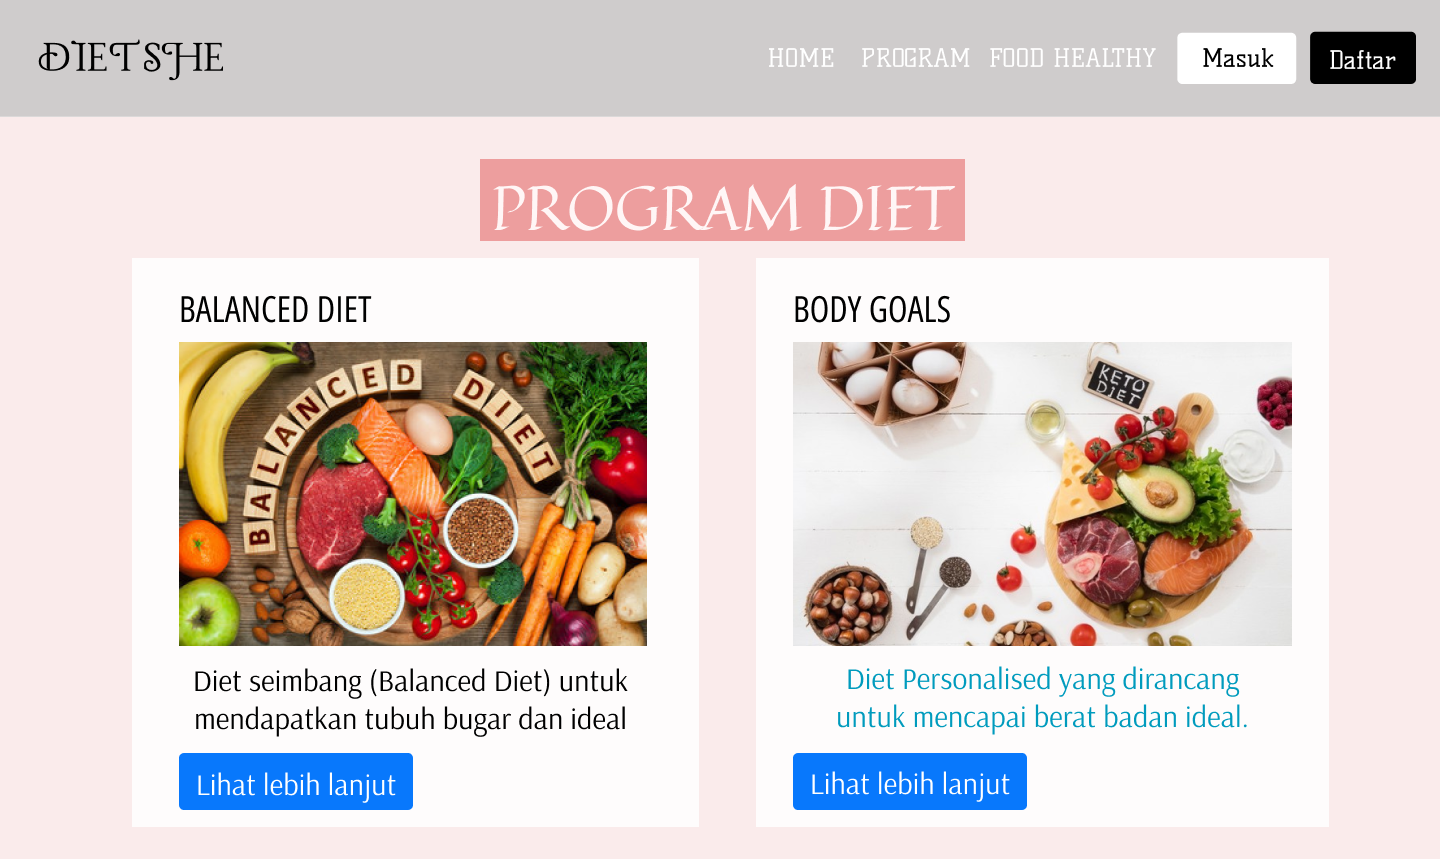 DIETSHE
HOME PROGRAM FOOD HEALTHY Masuk Daftar
PROGRAM DIET
BALANCED DIET
BALANCED DIET
Diet seimbang (Balanced Diet) untuk
mendapatkan tubuh bugar dan ideal
Lihat lebih lanjut
BODY GOALS
KETO
DIET
Diet Personalised yang dirancang
untuk mencapai berat badan ideal.
Lihat lebih lanjut